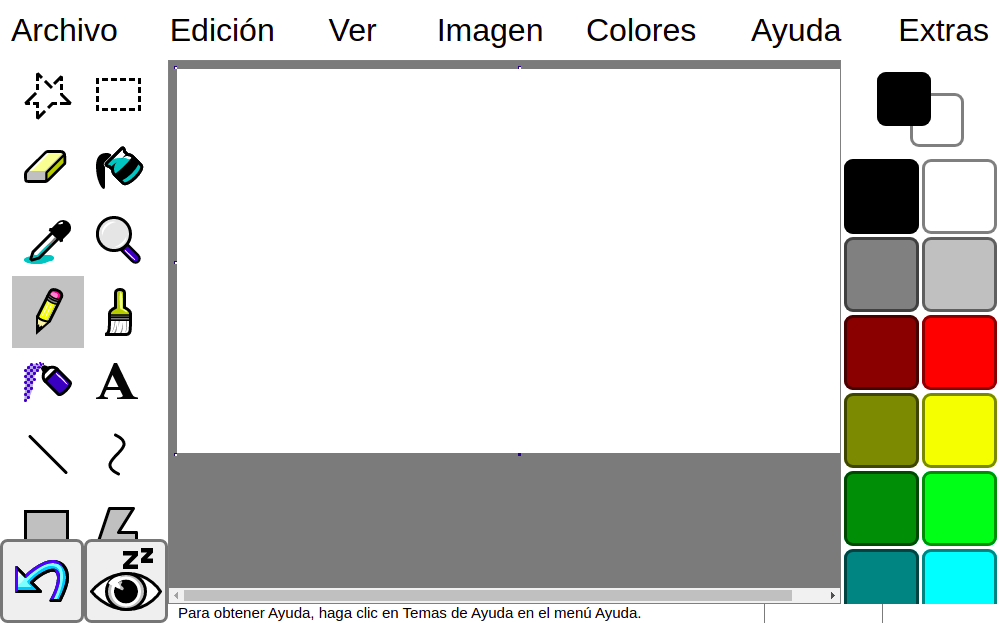 Archivo Edición Ver Imagen Colores Ayuda Extras
Para obtener Ayuda, haga clic en Temas de Ayuda en el menú Ayuda.